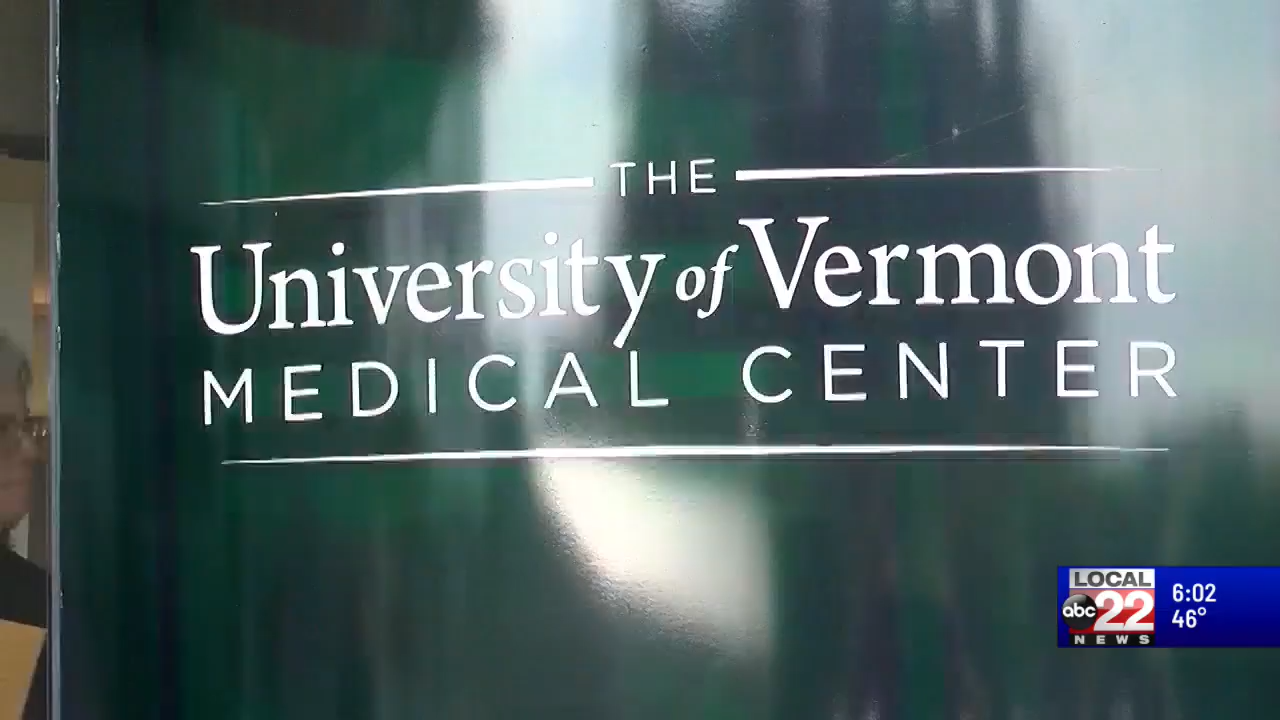 THE
University of Vermont
MEDICAL CENTER
LOCAL
abc 22
NEWS
6:02
46°